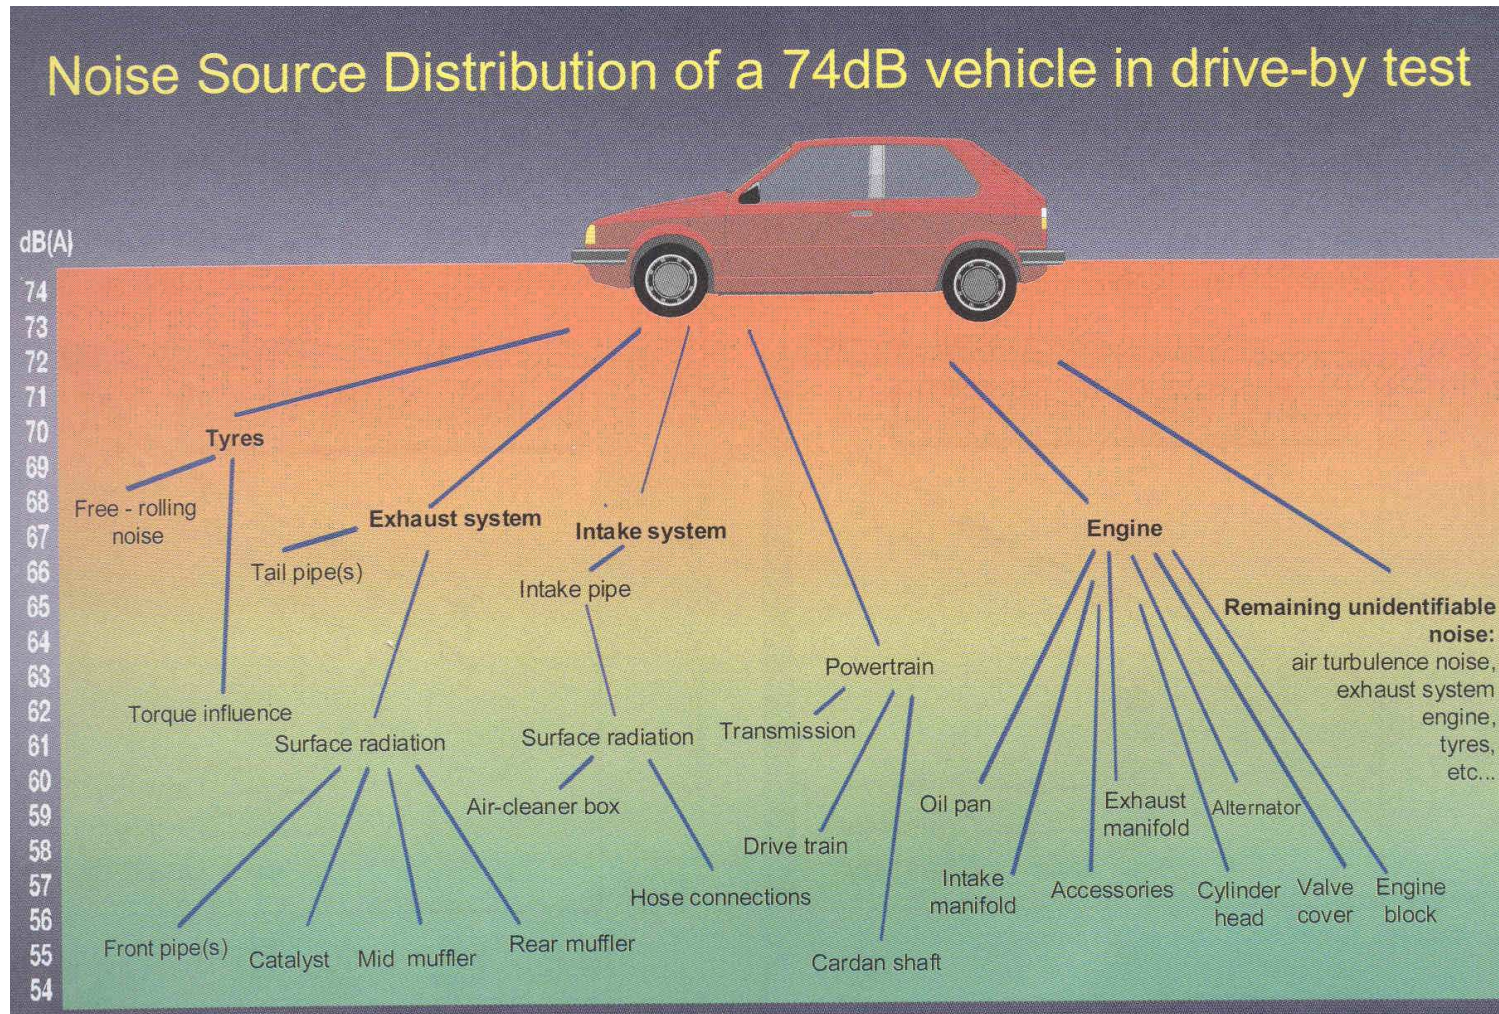 Noise Source Distribution of a 74dB vehicle in drive-by test
dB(A)
74
73
72
71
70
69
68
67
66
65
64
63
62
61
60
59
58
57
56
55
54
Tyres
Free - rolling
noise
Torque influence
Exhaust system
Tail pipe(s)
Surface radiation
Front pipe(s)
Catalyst
Mid muffler
Rear muffler
Intake system
Intake pipe
Surface radiation
Air-cleaner box
Hose connections
Powertrain
Transmission
Drive train
Cardan shaft
Engine
Oil pan
Intake
manifold
Accessories
Exhaust
manifold
Cylinder
head
Alternator
Valve
cover
Engine
block
Remaining unidentifiable
noise:
air turbulence noise,
exhaust system
engine,
tyres,
etc...